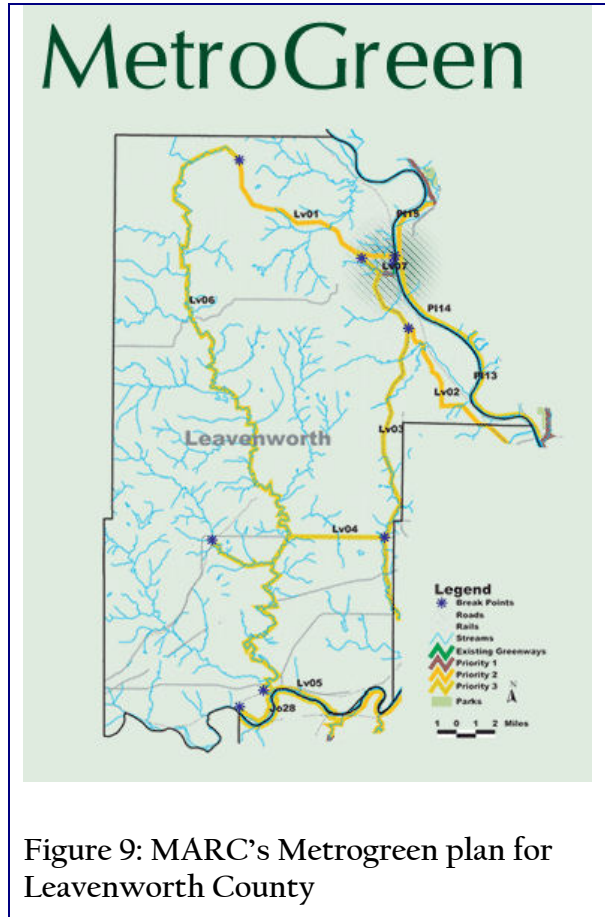 MetroGreen
Lv01
Pl15
Lv07
Lv06
Pl14
Pl13
Lv02
Lv03
Leavenworth
Lv04
Legend
Break Points
Roads
Rails
Streams
Existing Greenways
Priority 1
Priority 2
Priority 3
N
Parks
1 0 1 2 Miles
Lv05
Jo28
Figure 9: MARC's Metrogreen plan for
Leavenworth County